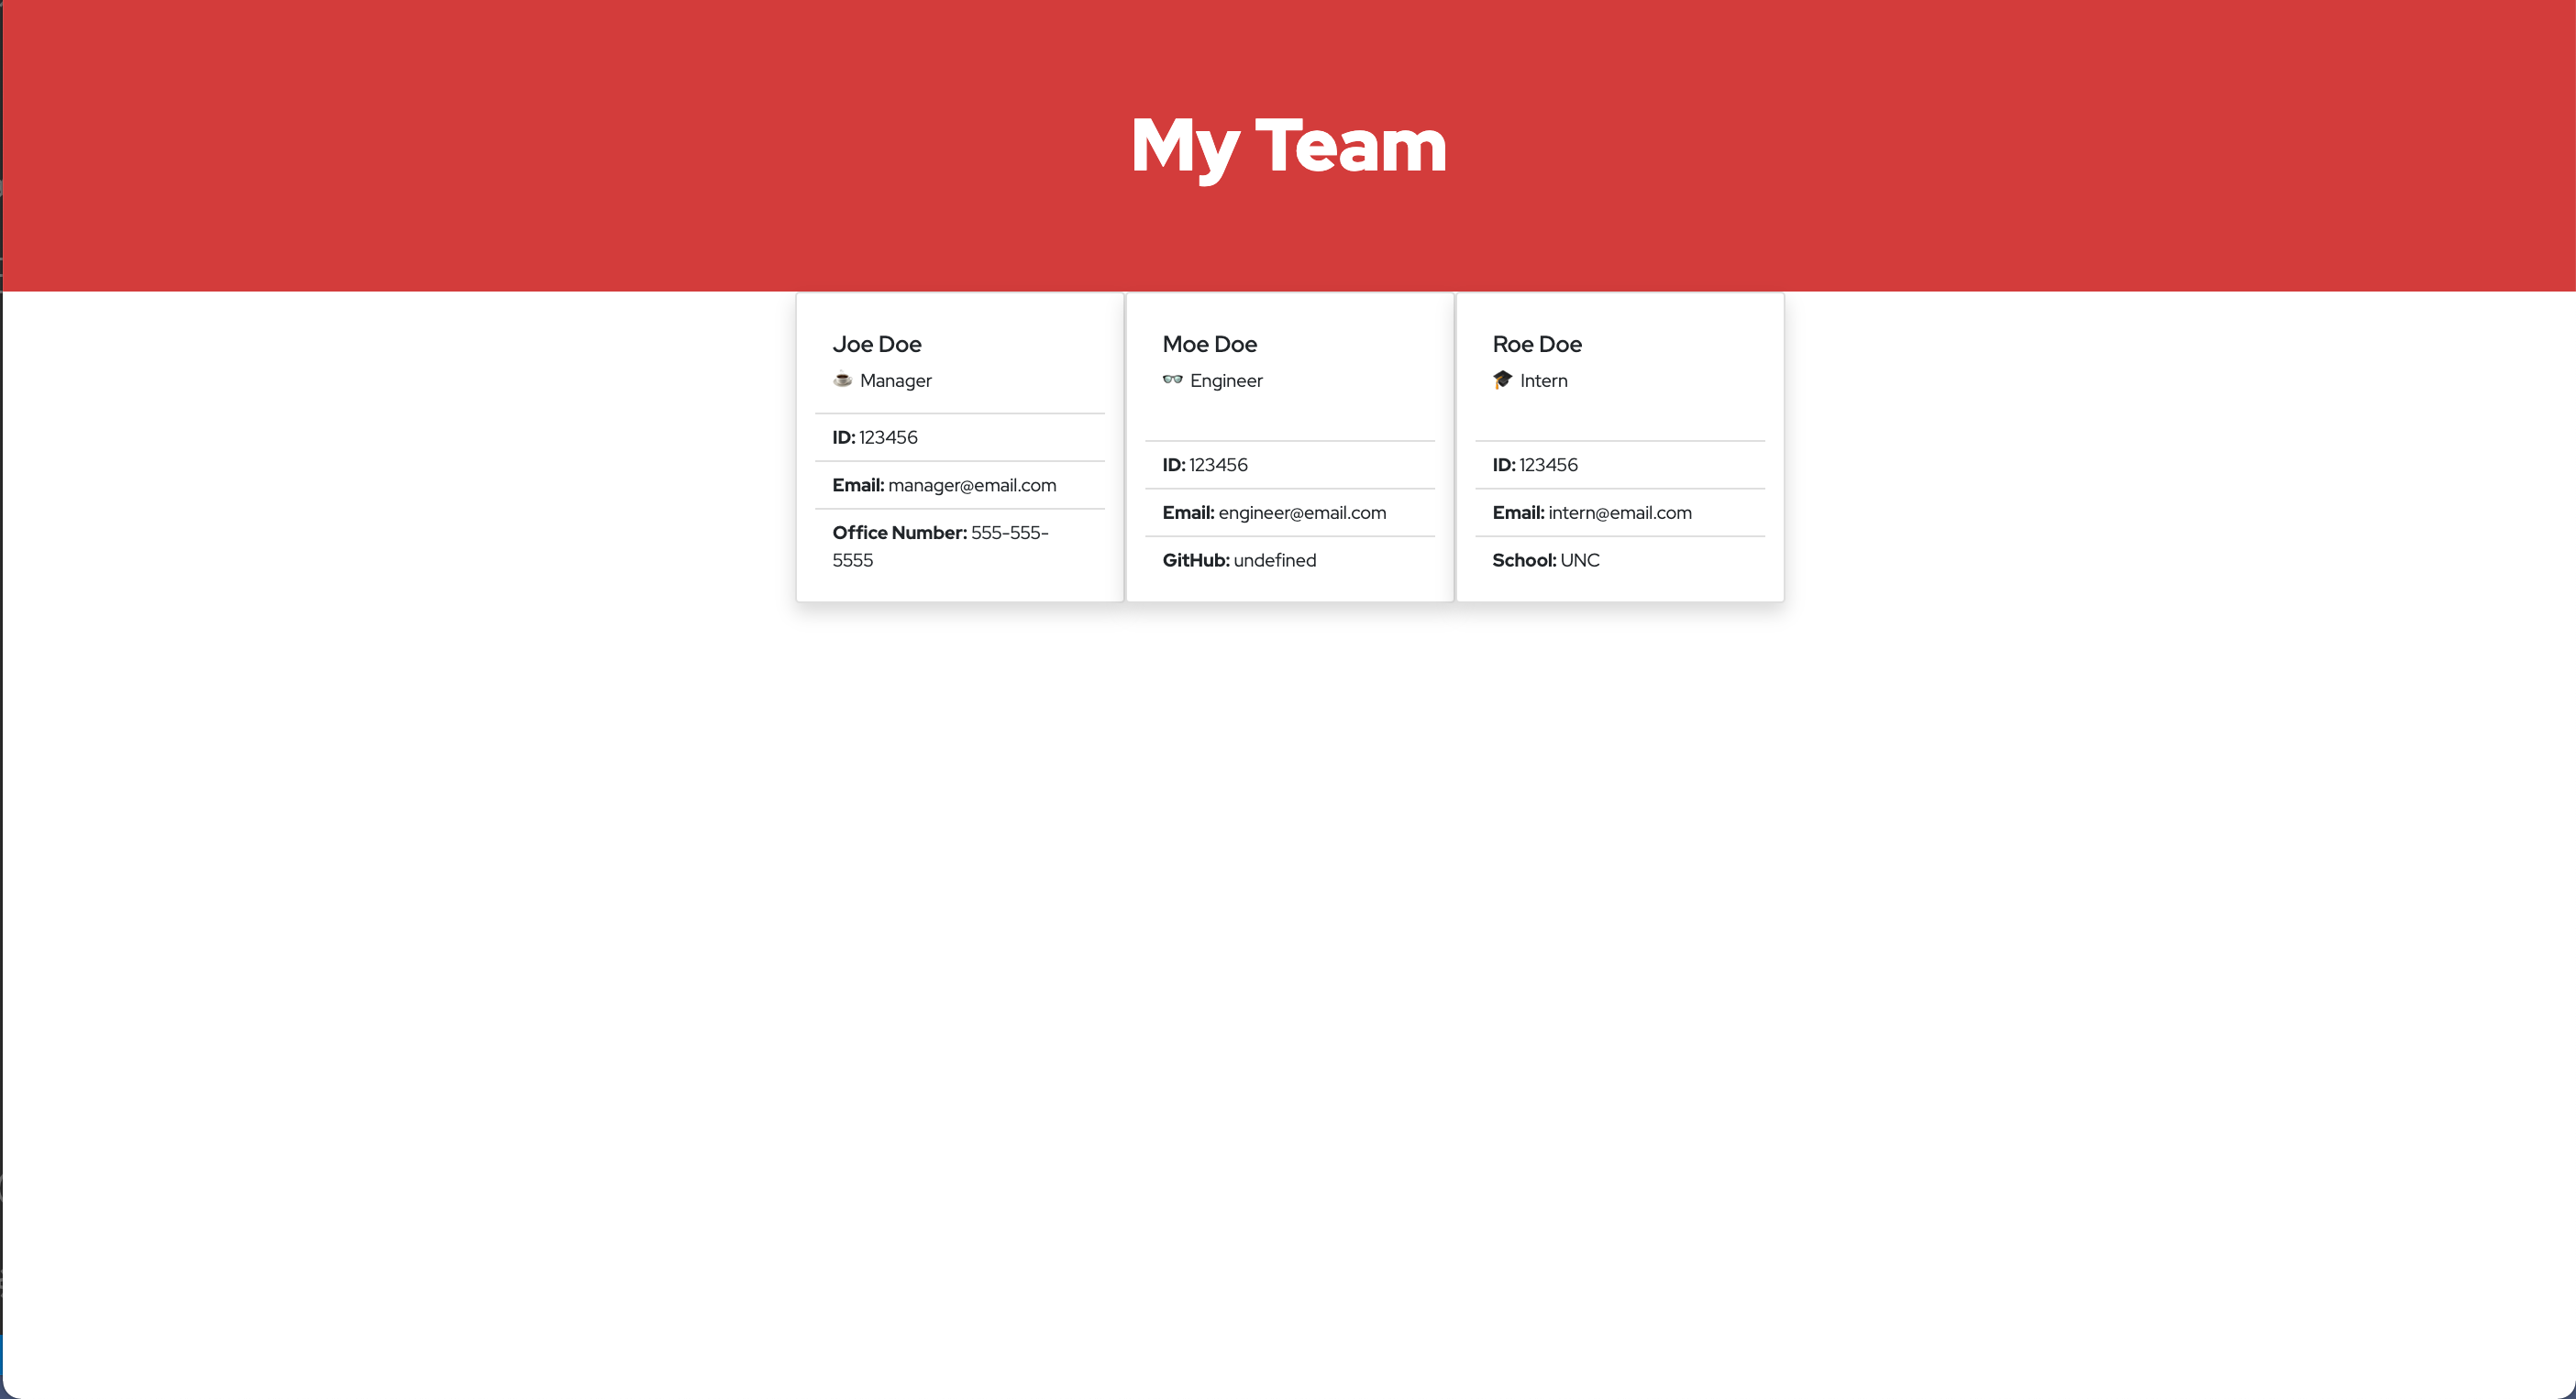 My Team
Joe Doe
☕ Manager
ID: 123456
Email: manager@email.com
Office Number: 555-555-
5555
Moe Doe
👓 Engineer
ID: 123456
Email: engineer@email.com
GitHub: undefined
Roe Doe
🎓 Intern
ID: 123456
Email: intern@email.com
School: UNC